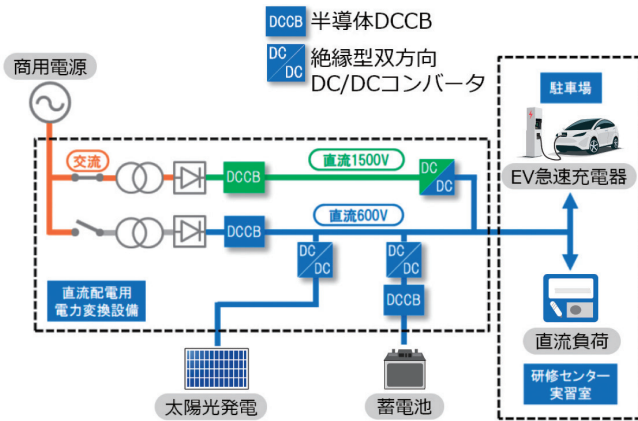 DCCB 半導体DCCB
DC/DC 絶縁型双方向
DC/DCコンバータ
商用電源
駐車場
交流
直流1500V
DCCB
DC/DC
EV急速充電器
直流600V
DCCB
DC/DC
DC/DC
直流配電用
電力変換設備
DCCB
直流負荷
太陽光発電
蓄電池
研修センター
実習室